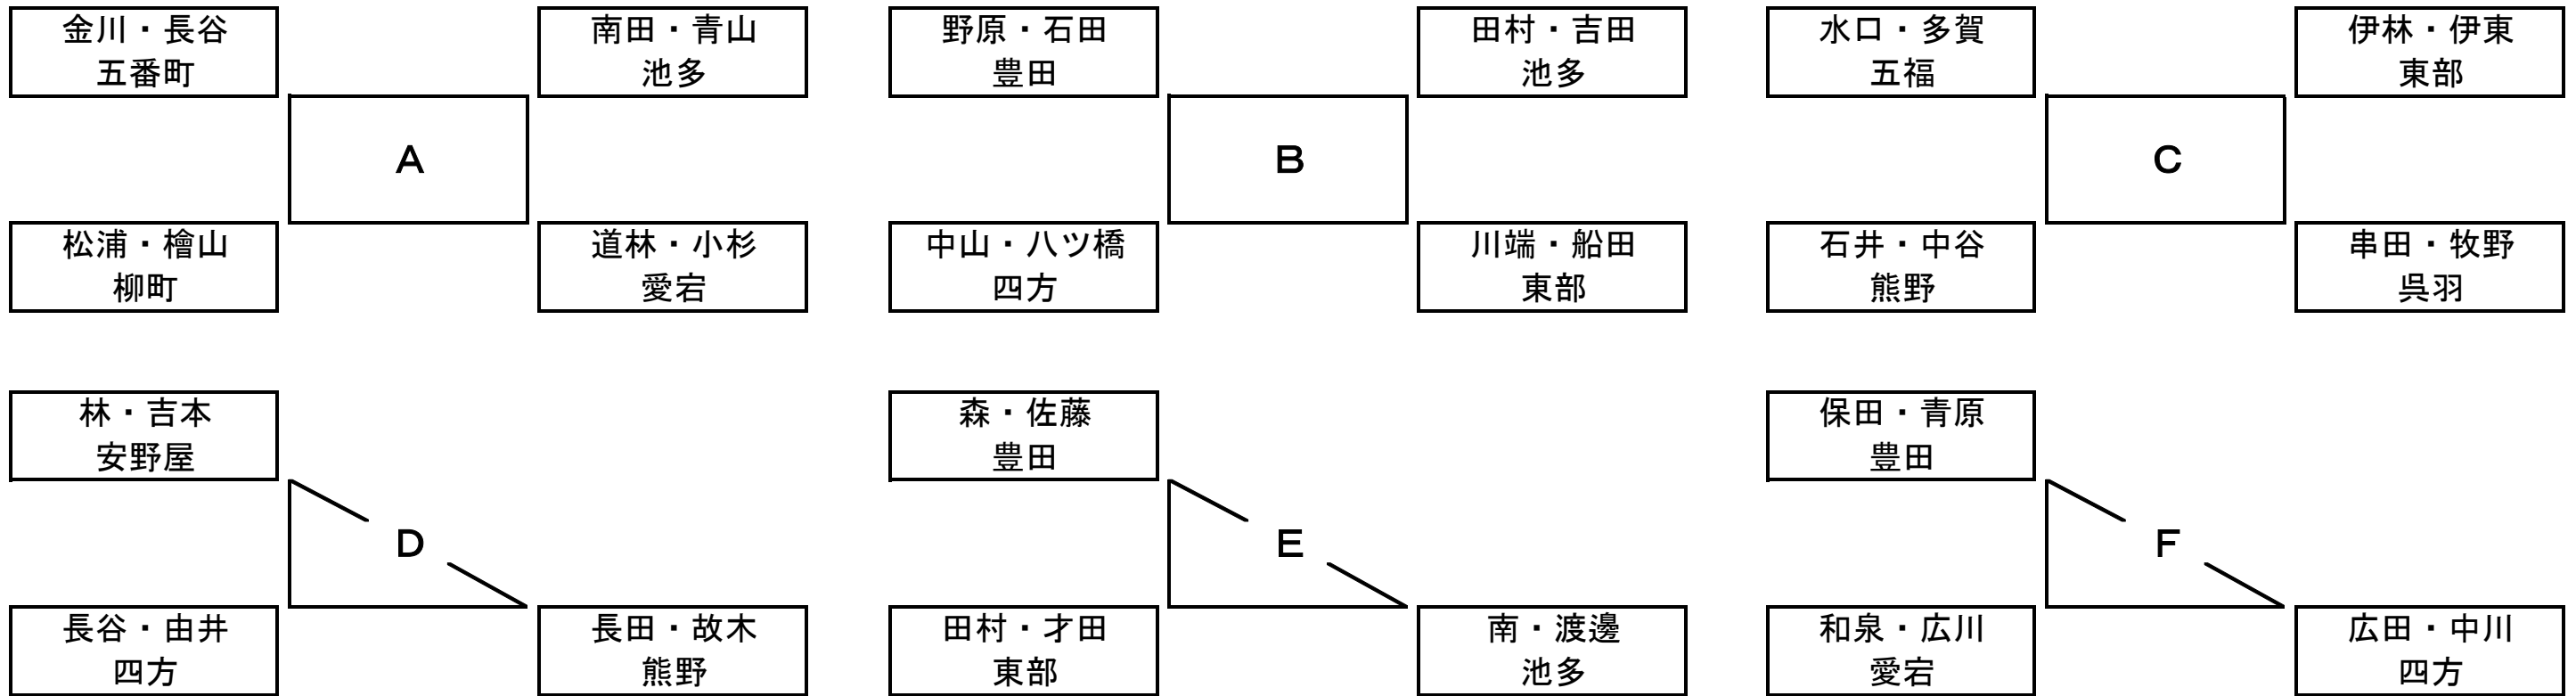 金川・長谷
五番町
南田・青山
池多
A
松浦・檜山
柳町
道林・小杉
愛宕
野原・石田
豊田
田村・吉田
池多
B
中山・八ツ橋
四方
川端・船田
東部
水口・多賀
五福
伊林・伊東
東部
C
石井・中谷
熊野
串田・牧野
呉羽
林・吉本
安野屋
D
長谷・由井
四方
長田・故木
熊野
森・佐藤
豊田
E
田村・才田
東部
南・渡邊
池多
保田・青原
豊田
F
和泉・広川
愛宕
広田・中川
四方